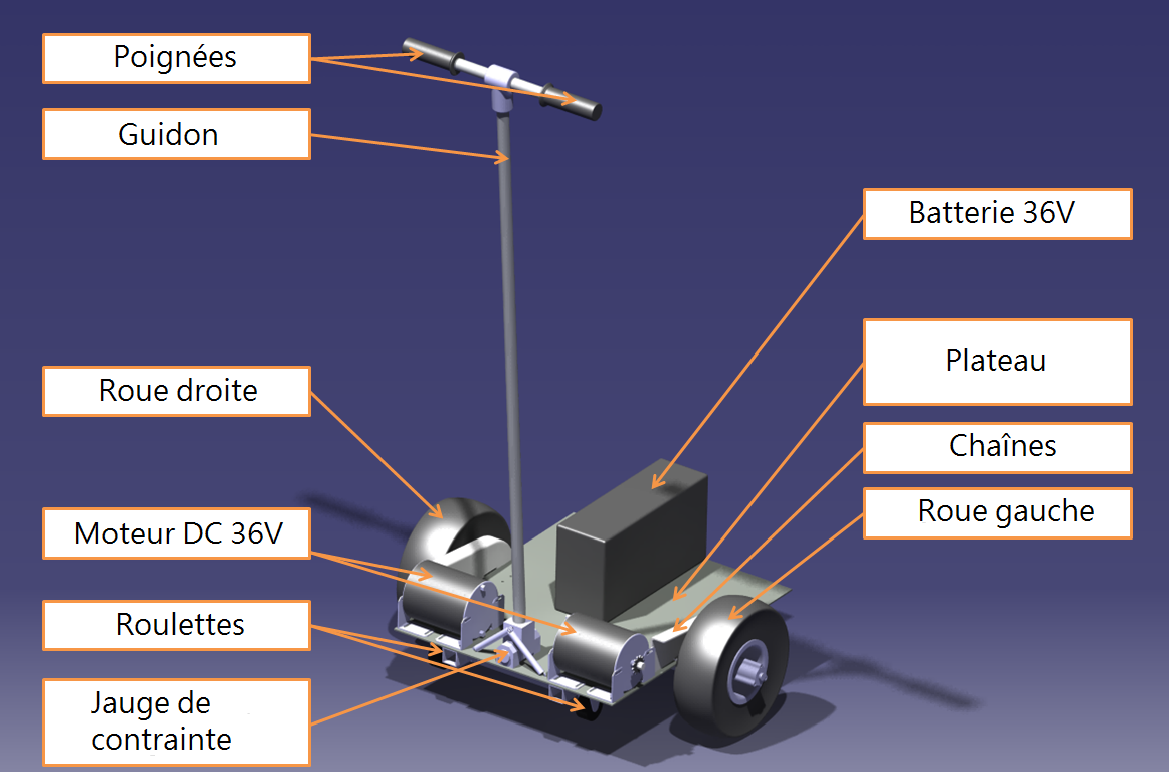 Poignées
Guidon
Batterie 36V
Plateau
Roue droite
Chaînes
Roue gauche
Moteur DC 36V
Roulettes
Jauge de
contrainte